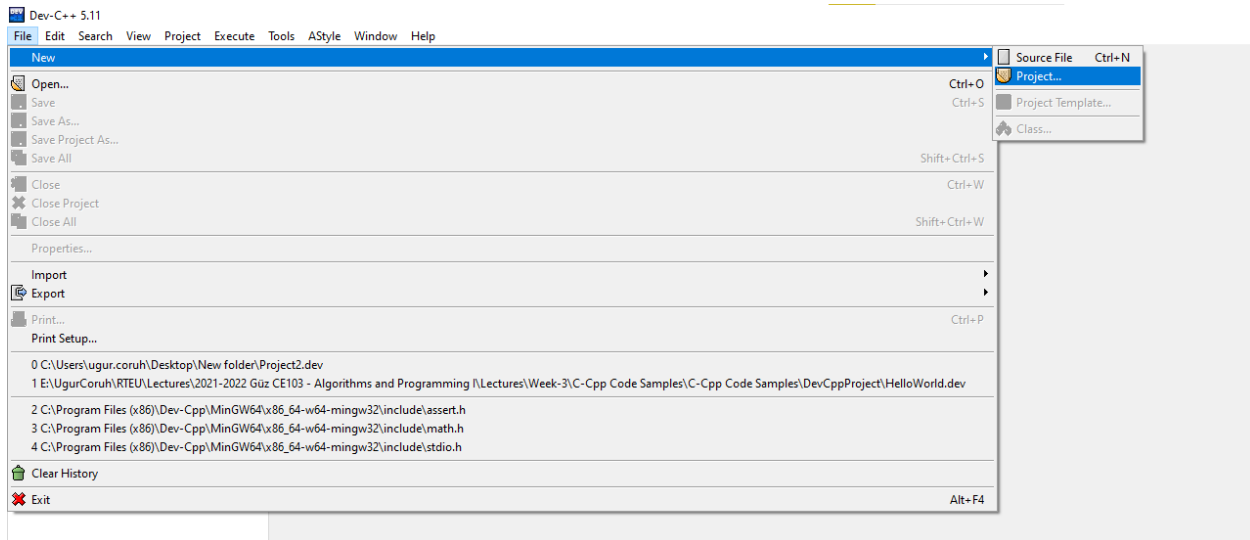 Dev-C++ 5.11
File Edit Search View Project Execute Tools AStyle Window Help
New
Source File Ctrl+N
Project...
Open... Ctrl+O
Save Ctrl+S
Project Template...
Save As...
Class...
Save Project As...
Save All Shift+Ctrl+S
Close Ctrl+W
Close Project
Close All Shift+Ctrl+W
Properties...
Import
Export
Print... Ctrl+P
Print Setup...
0 C:\Users\ugur.coruh\Desktop\New folder\Project2.dev
1 E:\UgurCoruh\RTEU\Lectures\2021-2022 Güz CE103 - Algorithms and Programming I\Lectures\Week-3\C-Cpp Code Samples\C-Cpp Code Samples\DevCppProject\HelloWorld.dev
2 C:\Program Files (x86)\Dev-Cpp\MinGW64\x86_64-w64-mingw32\include\assert.h
3 C:\Program Files (x86)\Dev-Cpp\MinGW64\x86_64-w64-mingw32\include\math.h
4 C:\Program Files (x86)\Dev-Cpp\MinGW64\x86_64-w64-mingw32\include\stdio.h
Clear History
Exit Alt+F4